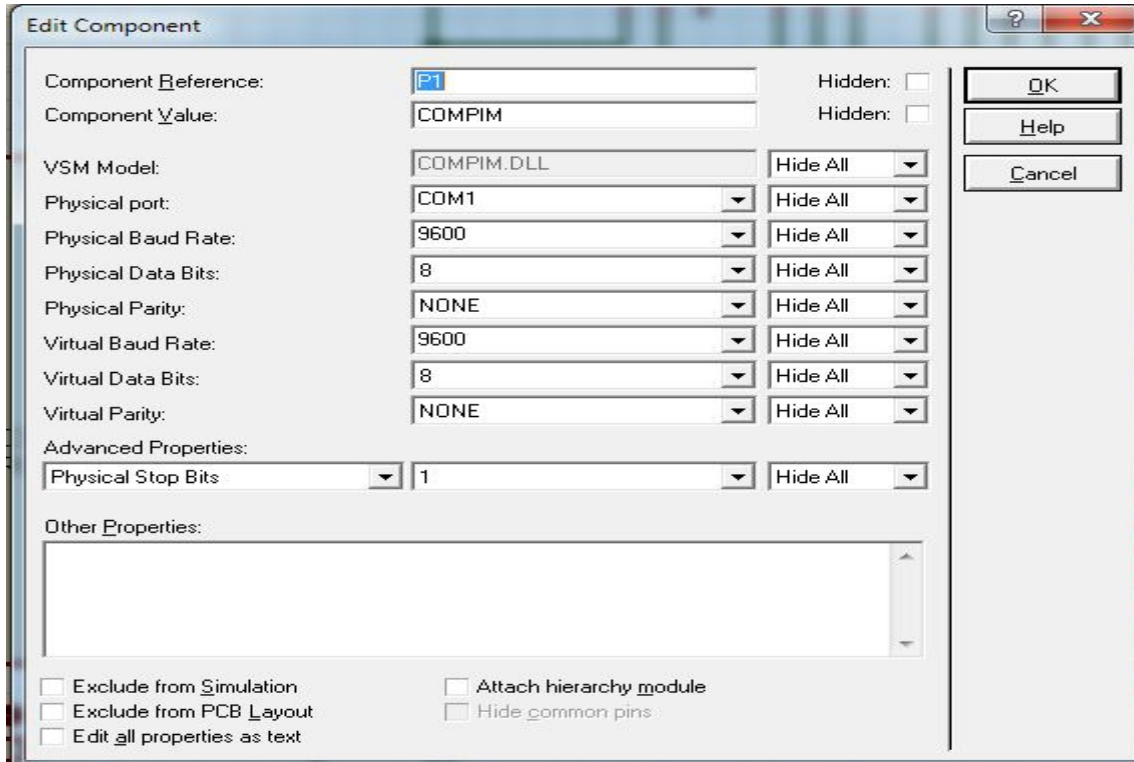 Edit Component
Component Reference: P1 Hidden:
Component Value: COMPIM Hidden:
VSM Model: COMPIM.DLL Hide All
Physical port: COM1 Hide All
Physical Baud Rate: 9600 Hide All
Physical Data Bits: 8 Hide All
Physical Parity: NONE Hide All
Virtual Baud Rate: 9600 Hide All
Virtual Data Bits: 8 Hide All
Virtual Parity: NONE Hide All
Advanced Properties:
Physical Stop Bits 1 Hide All
Other Properties:
Exclude from Simulation Attach hierarchy module
Exclude from PCB Layout Hide common pins
Edit all properties as text
?
OK
Help
Cancel